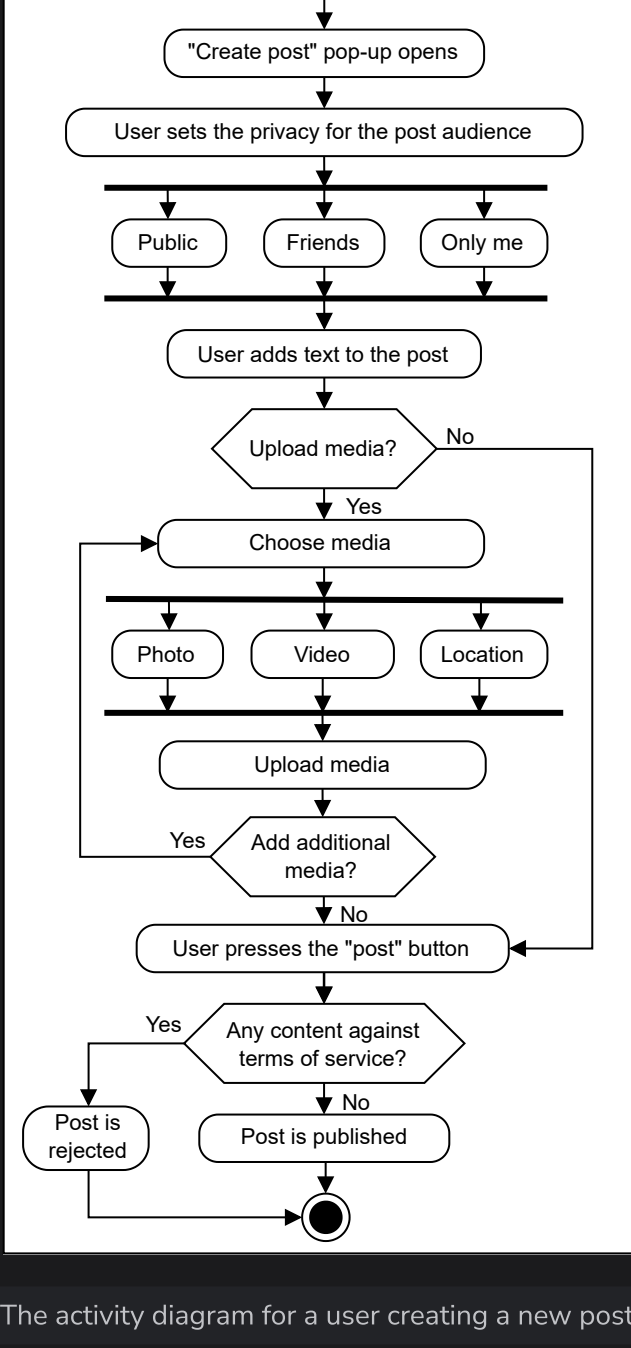 "Create post" pop-up opens
User sets the privacy for the post audience
Public
Friends
Only me
User adds text to the post
Upload media?
No
Yes
Choose media
Photo
Video
Location
Upload media
Yes
Add additional
media?
No
User presses the "post" button
Yes
Any content against
terms of service?
No
Post is
rejected
Post is published
The activity diagram for a user creating a new post